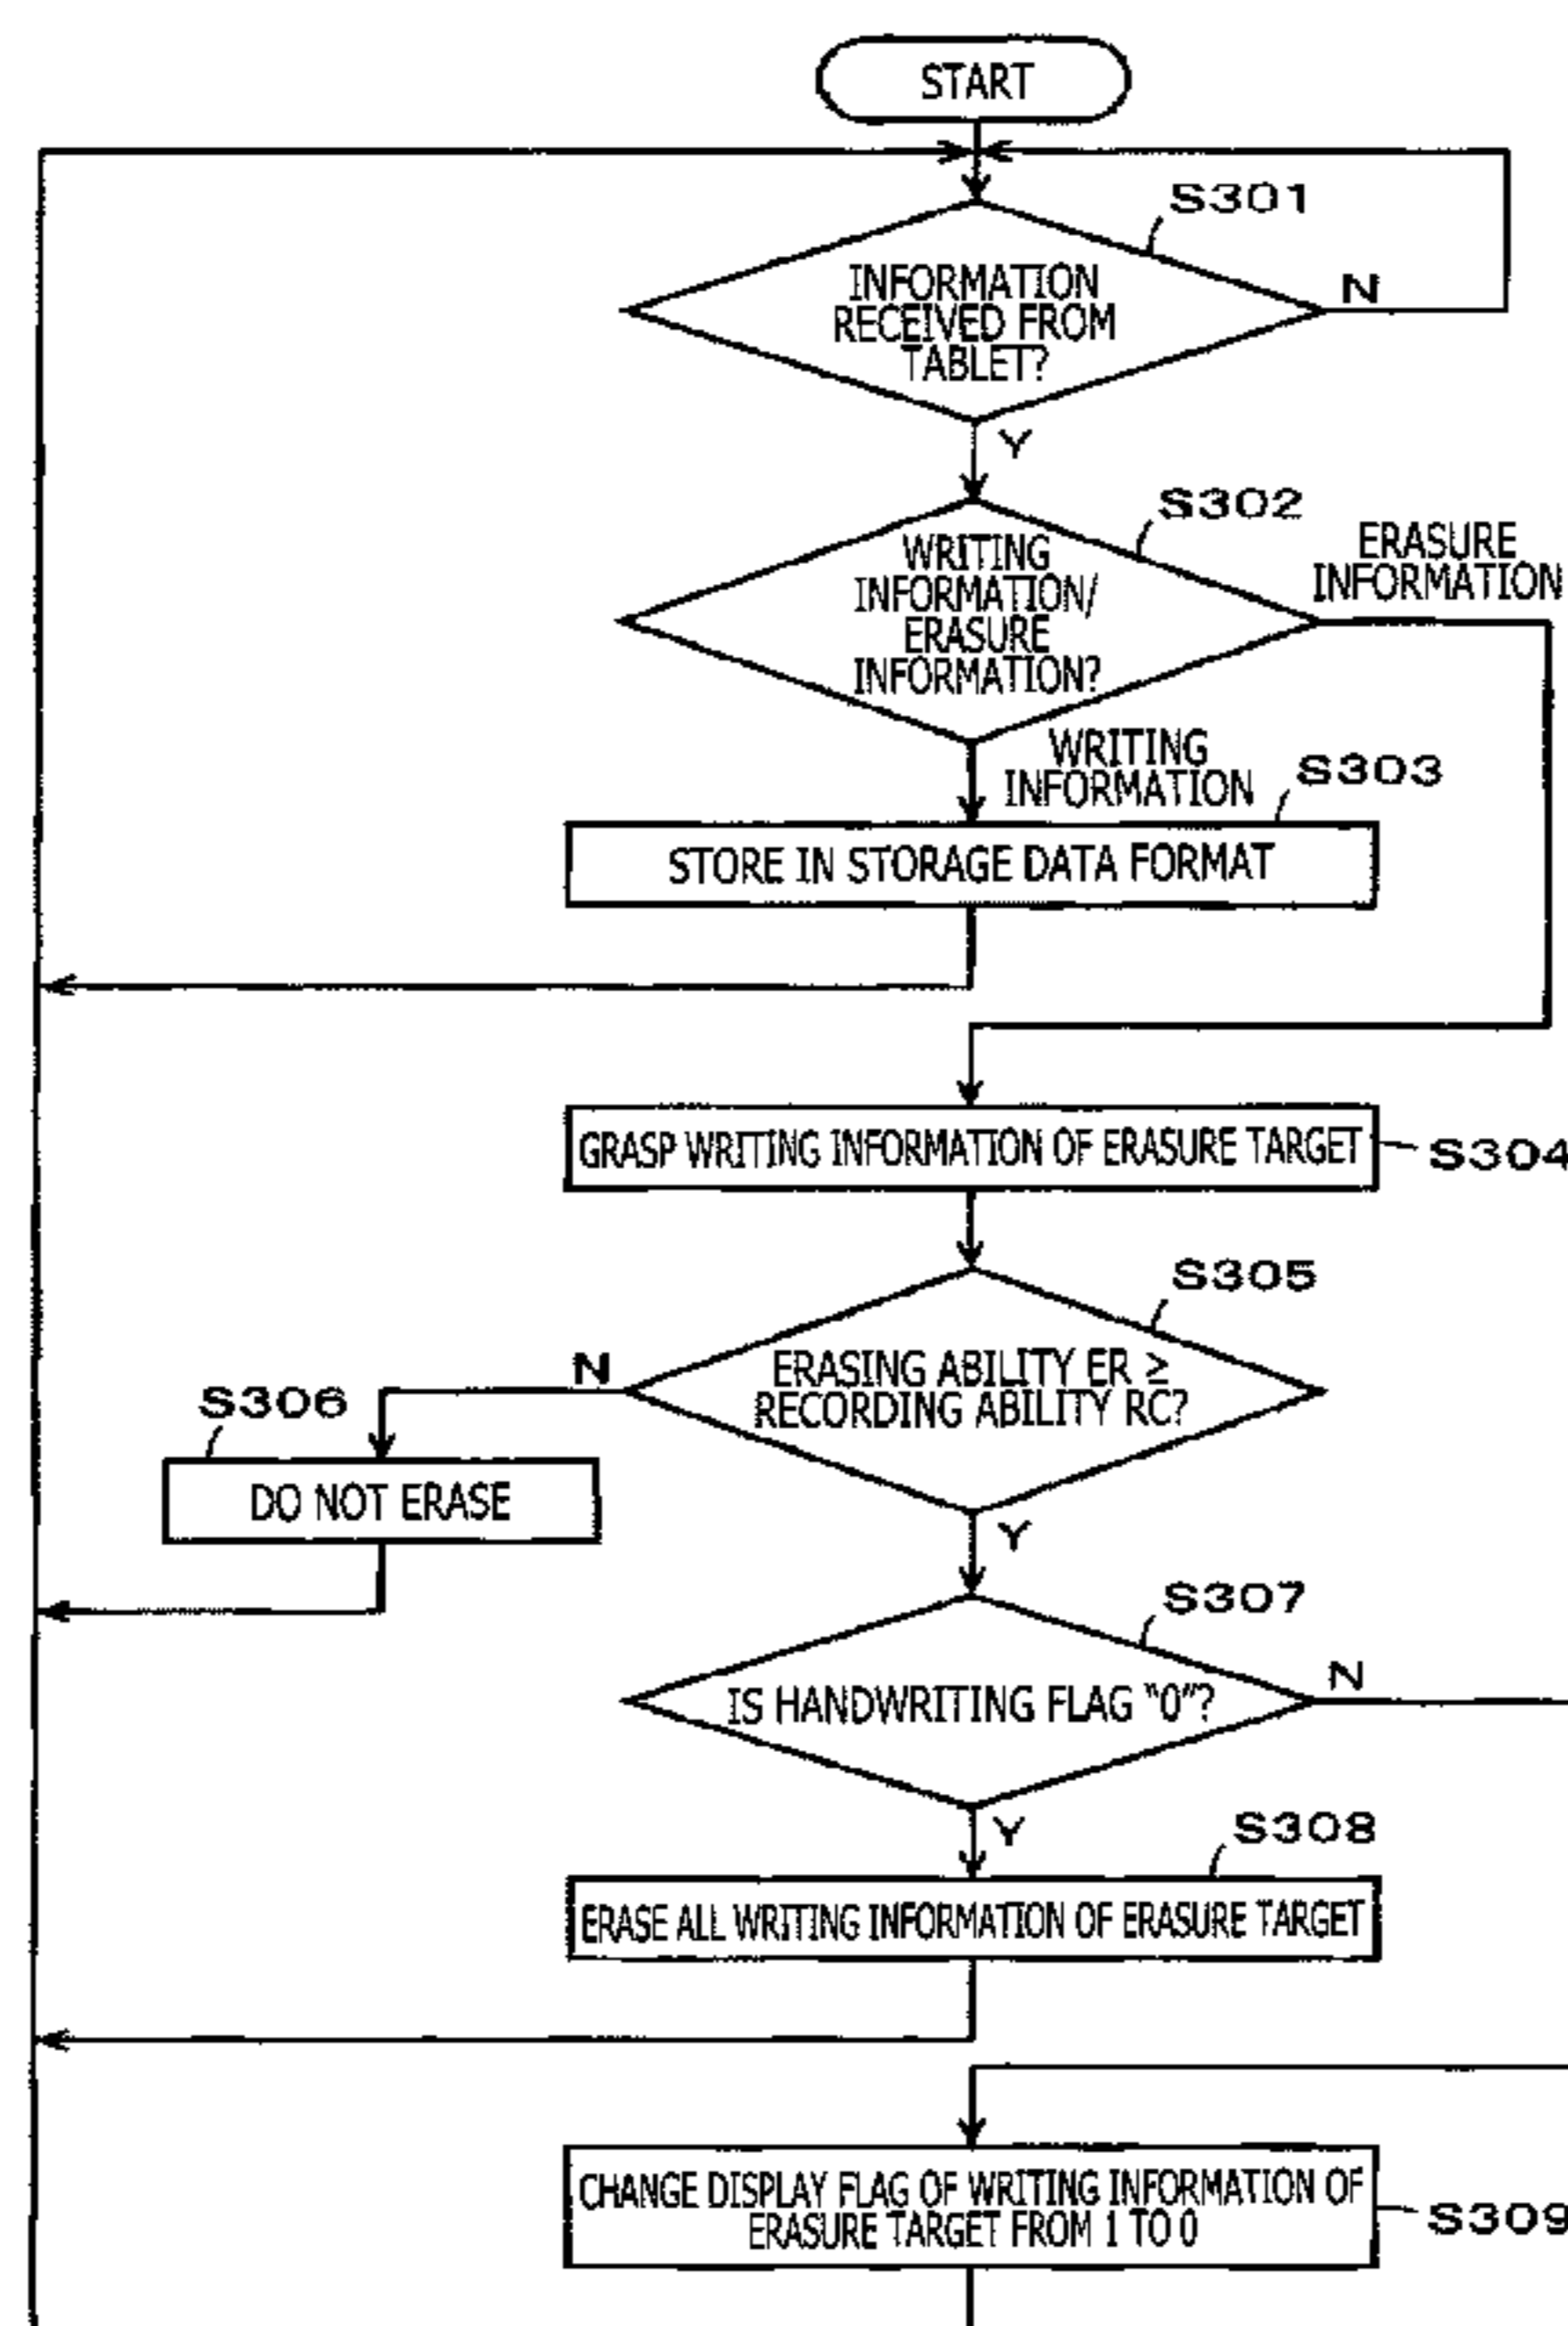 START
S301
INFORMATION
RECEIVED FROM
TABLET?
N
Y
S302
WRITING
INFORMATION/
ERASURE
INFORMATION?
ERASURE
INFORMATION
WRITING
INFORMATION
S303
STORE IN STORAGE DATA FORMAT
GRASP WRITING INFORMATION OF ERASURE TARGET
S304
S305
ERASING ABILITY ER ≥
RECORDING ABILITY RC?
N
S306
DO NOT ERASE
Y
S307
IS HANDWRITING FLAG “0”?
N
Y
S308
ERASE ALL WRITING INFORMATION OF ERASURE TARGET
CHANGE DISPLAY FLAG OF WRITING INFORMATION OF
ERASURE TARGET FROM 1 TO 0
S309